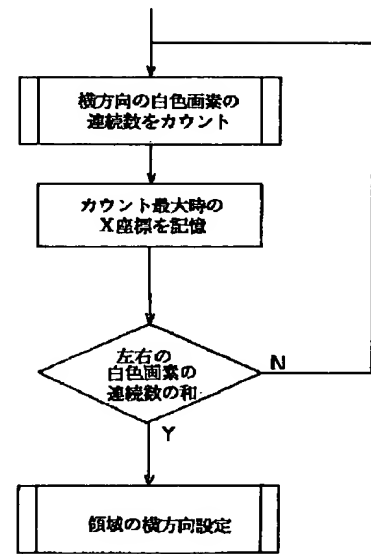 横方向の白色画素の
連続数をカウント
カウント最大時の
X座標を記憶
左右の
白色画素の
連続数の和
N
Y
領域の横方向設定